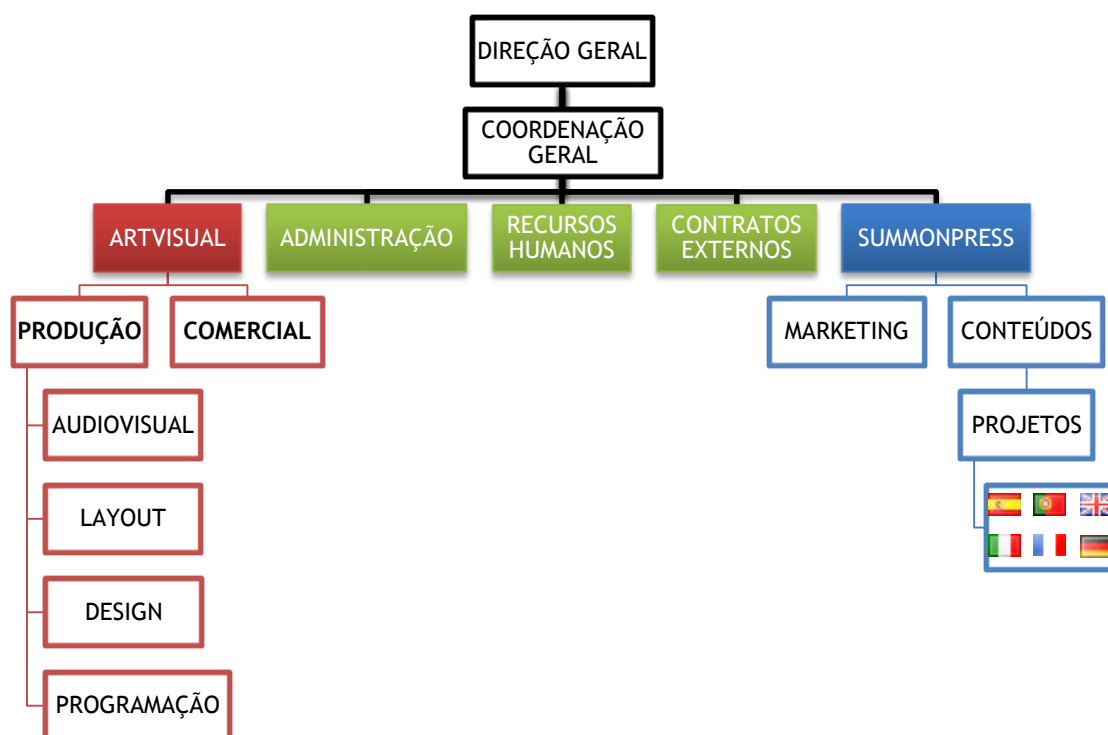 DIREÇÃO GERAL
COORDENAÇÃO
GERAL
ARTVISUAL
ADMINISTRAÇÃO
RECURSOS
HUMANOS
CONTRATOS
EXTERNOS
SUMMONPRESS
PRODUÇÃO
COMERCIAL
MARKETING
CONTEÚDOS
AUDIOVISUAL
PROJETOS
LAYOUT
DESIGN
PROGRAMAÇÃO